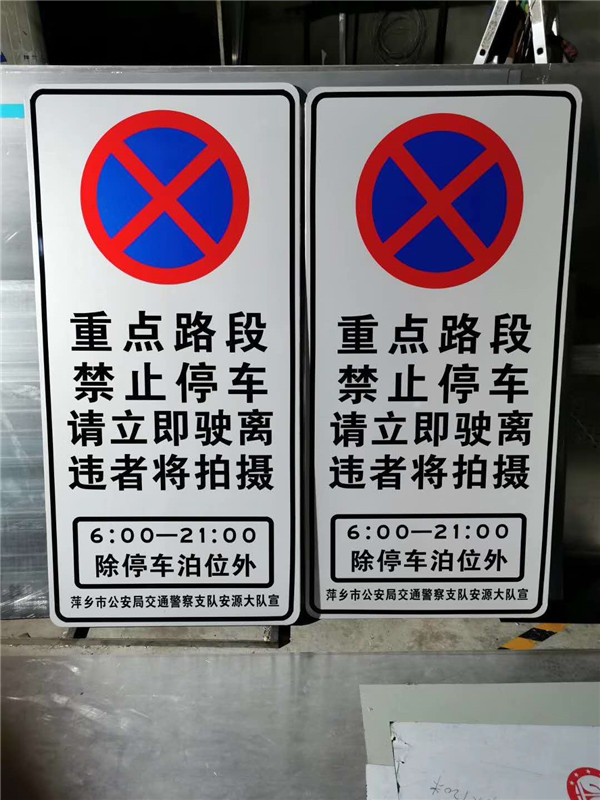 重点路段
禁止停车
请立即驶离
违者将拍摄
6:00—21:00
除停车泊位外
萍乡市公安局交通警察支队安源大队宣
重点路段
禁止停车
请立即驶离
违者将拍摄
6:00—21:00
除停车泊位外
萍乡市公安局交通警察支队安源大队宣